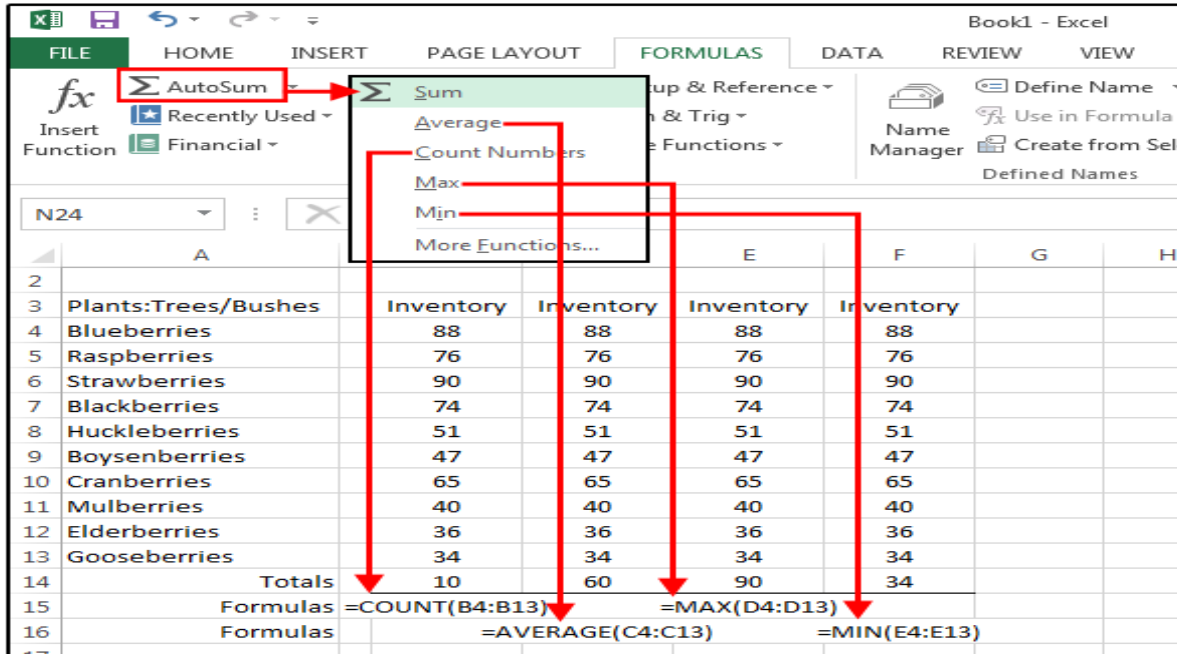 Book1 - Excel
FILE HOME INSERT PAGE LAYOUT FORMULAS DATA REVIEW VIEW
fx Insert Function
Σ AutoSum
Recently Used
Financial
Σ Sum
Average
Count Numbers
Max
Min
More Functions...
up & Reference
& Trig
Functions
Name Manager
Define Name
Use in Formula
Create from Sel
Defined Names
N24
A E F G H
2
3 Plants:Trees/Bushes Inventory Inventory Inventory Inventory
4 Blueberries 88 88 88 88
5 Raspberries 76 76 76 76
6 Strawberries 90 90 90 90
7 Blackberries 74 74 74 74
8 Huckleberries 51 51 51 51
9 Boysenberries 47 47 47 47
10 Cranberries 65 65 65 65
11 Mulberries 40 40 40 40
12 Elderberries 36 36 36 36
13 Gooseberries 34 34 34 34
14 Totals 10 60 90 34
15 Formulas =COUNT(B4:B13) =MAX(D4:D13)
16 Formulas =AVERAGE(C4:C13) =MIN(E4:E13)